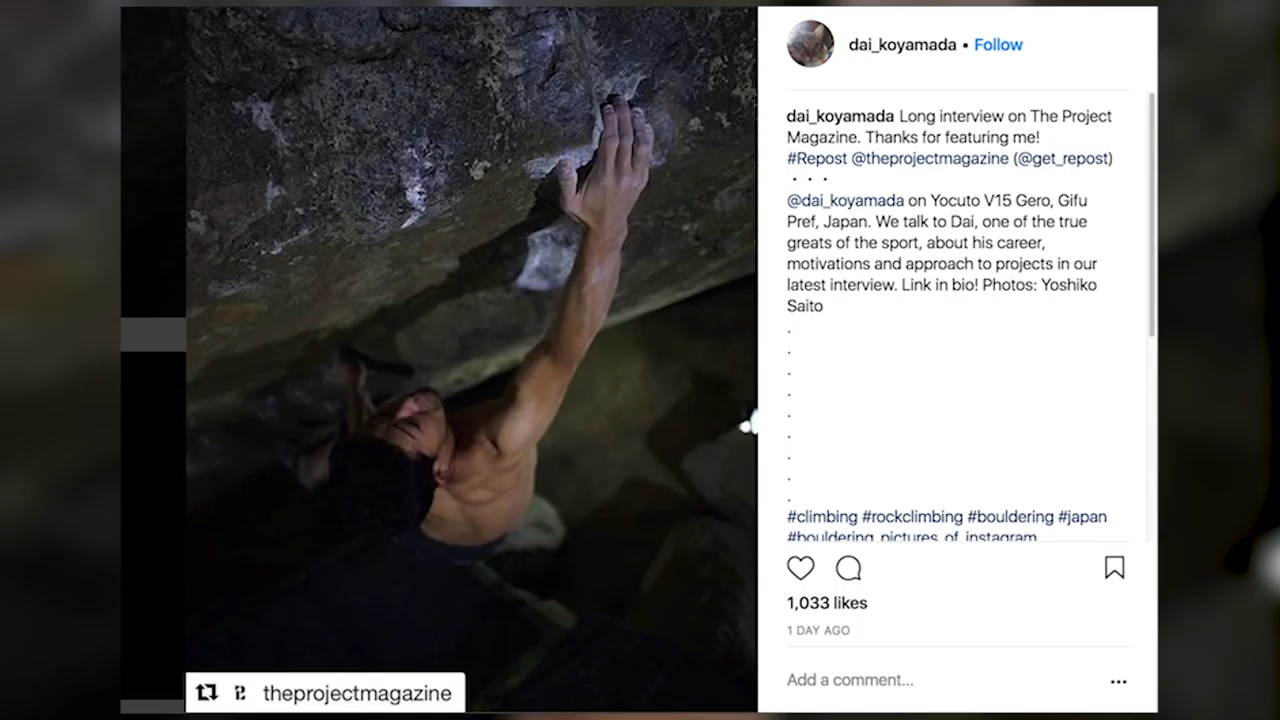 dai_koyamada • Follow
dai_koyamada Long interview on The Project
Magazine. Thanks for featuring me!
#Repost @theprojectmagazine (@get_repost)
・・・
@dai_koyamada on Yocuto V15 Gero, Gifu
Pref, Japan. We talk to Dai, one of the true
greats of the sport, about his career,
motivations and approach to projects in our
latest interview. Link in bio! Photos: Yoshiko
Saito
.
.
.
.
.
.
.
.
.
#climbing #rockclimbing #bouldering #japan
#bouldering_pictures_of_instagram
1,033 likes
1 DAY AGO
Add a comment...
theprojectmagazine